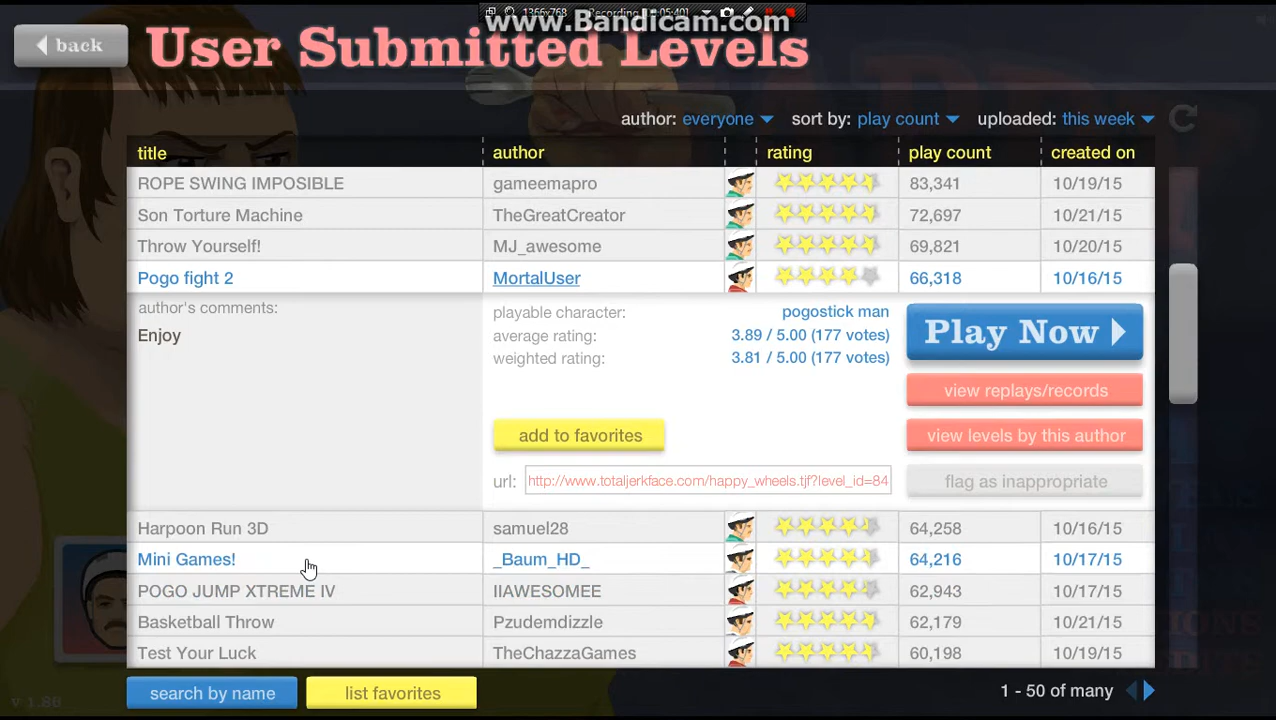 1366x768 Recording [00:05:40]
www.Bandicam.com
back
User Submitted Levels
author: everyone sort by: play count uploaded: this week
title author rating play count created on
ROPE SWING IMPOSIBLE gameemapro 83,341 10/19/15
Son Torture Machine TheGreatCreator 72,697 10/21/15
Throw Yourself! MJ_awesome 69,821 10/20/15
Pogo fight 2 MortalUser 66,318 10/16/15
author's comments:
Enjoy
playable character: pogostick man
average rating: 3.89 / 5.00 (177 votes)
weighted rating: 3.81 / 5.00 (177 votes)
Play Now
view replays/records
add to favorites
view levels by this author
url: http://www.totaljerkface.com/happy_wheels.tjf?level_id=84
flag as inappropriate
Harpoon Run 3D samuel28 64,258 10/16/15
Mini Games! _Baum_HD_ 64,216 10/17/15
POGO JUMP XTREME IV IIAWESOMEE 62,943 10/17/15
Basketball Throw Pzudemdizzle 62,179 10/21/15
Test Your Luck TheChazzaGames 60,198 10/19/15
search by name
list favorites
1 - 50 of many
v 1.86